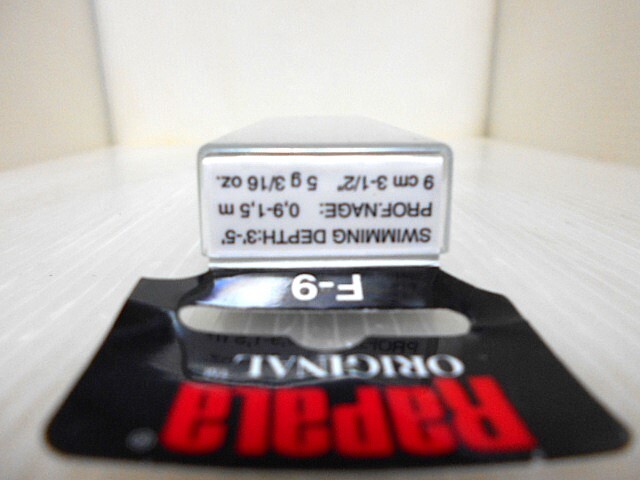 RAPALA®
ORIGINAL™
F-9
SWIMMING DEPTH:3'-5'
PROF.NAGE: 0,9-1,5 m
9 cm 3-1/2" 5 g 3/16 oz.